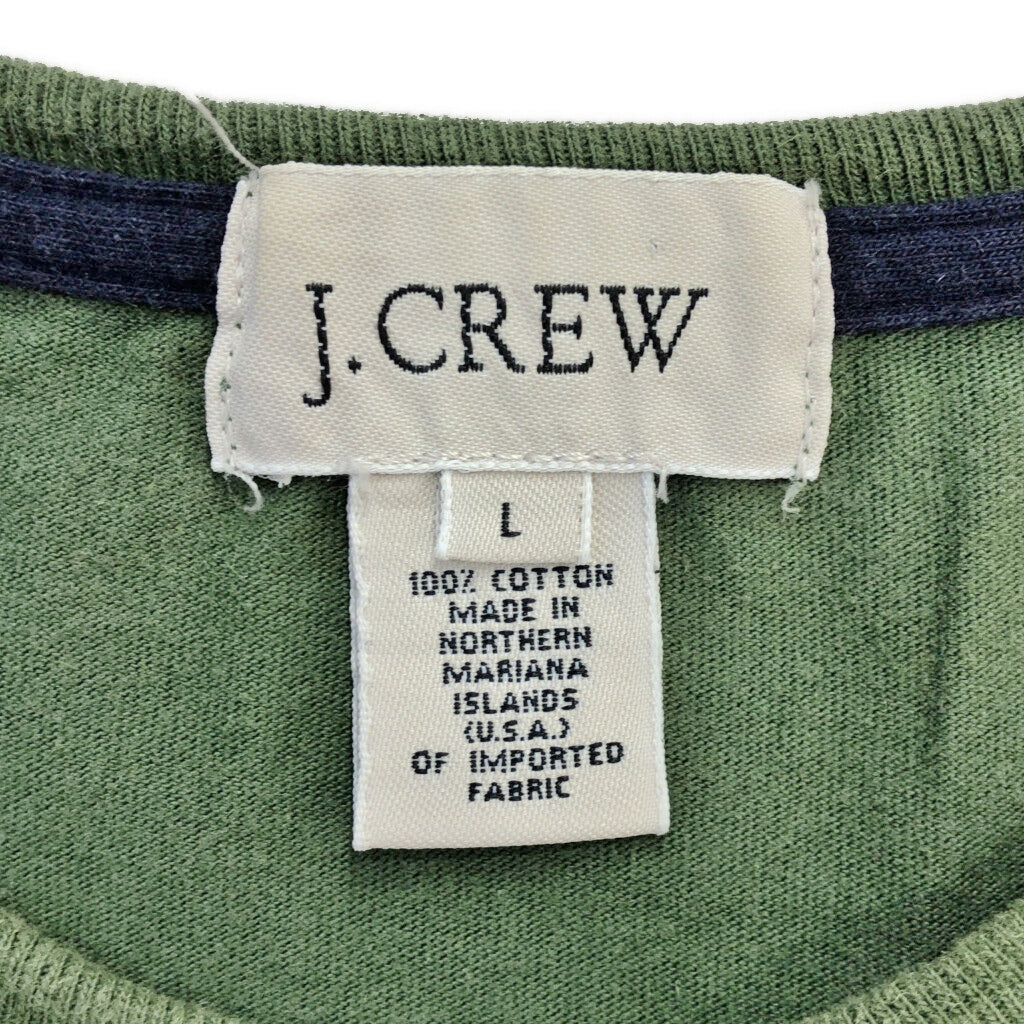 J.CREW
L
100% COTTON
MADE IN
NORTHERN
MARIANA
ISLANDS
(U.S.A.)
OF IMPORTED
FABRIC